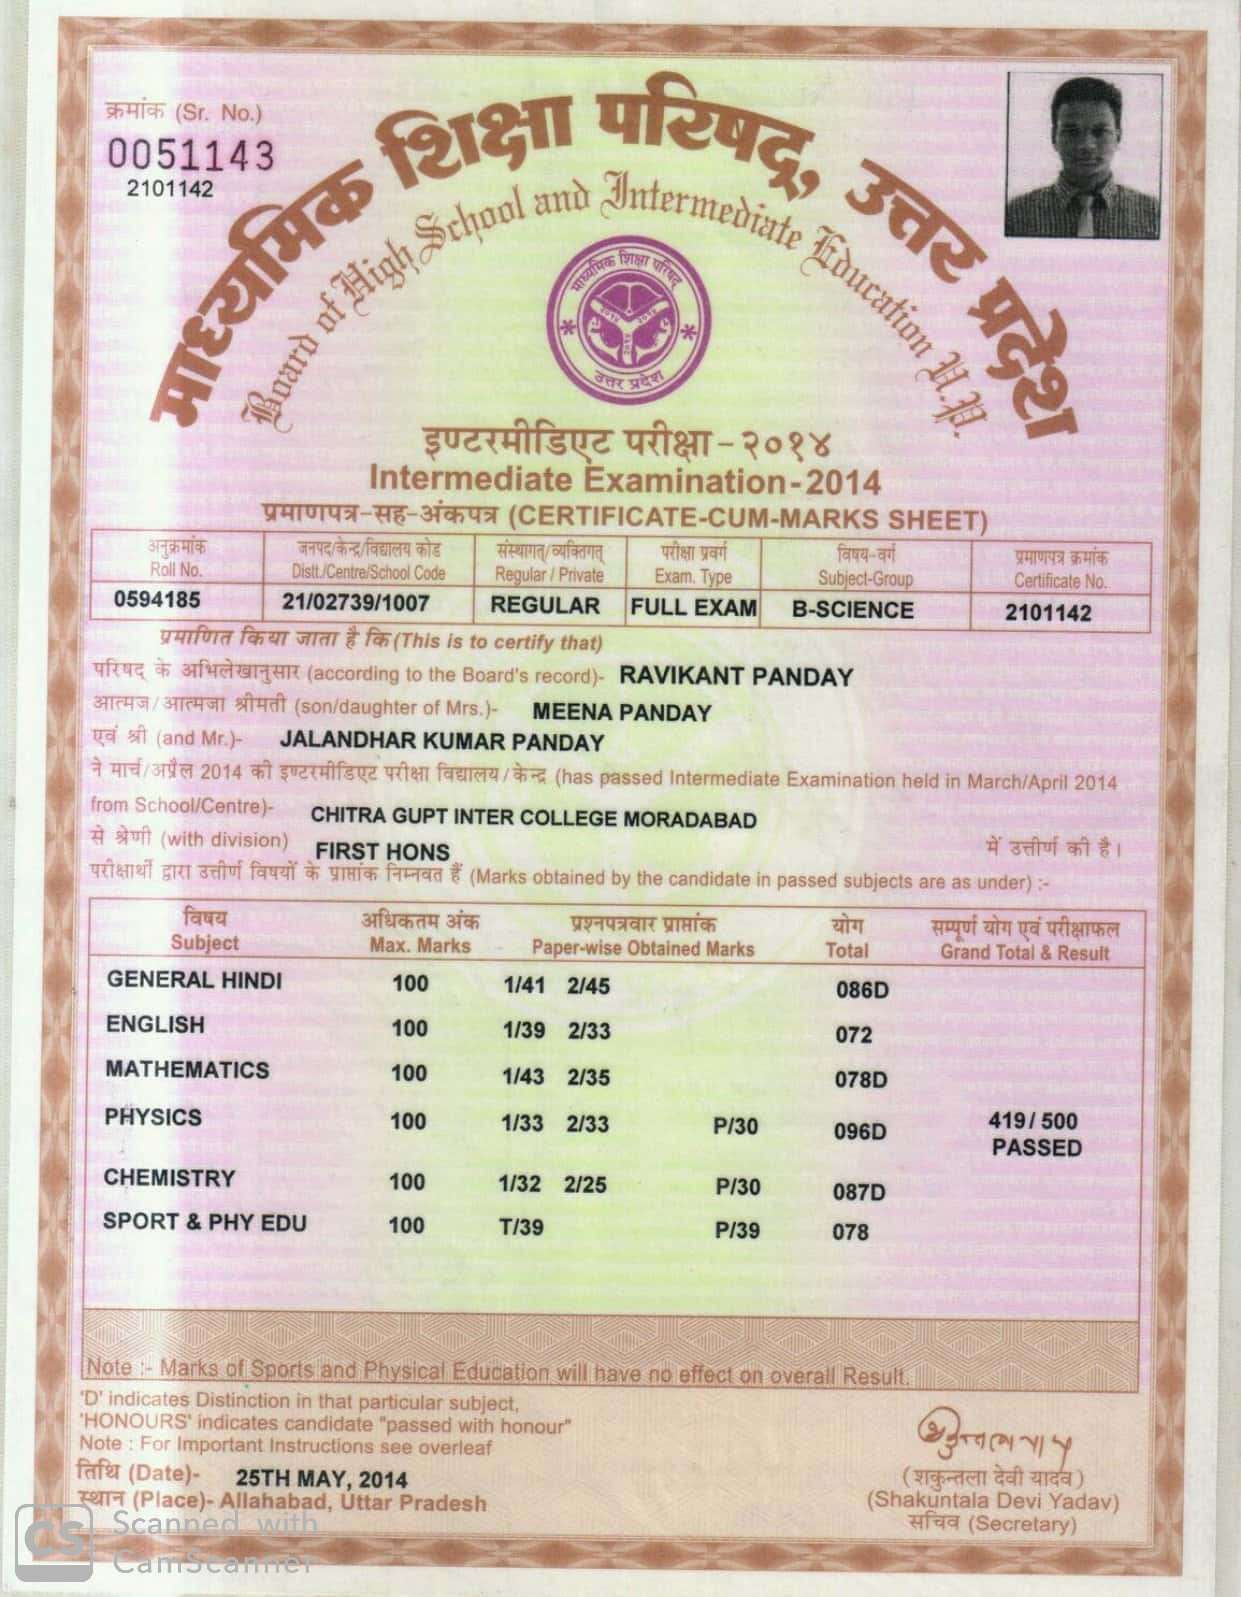 क्रमांक (Sr. No.)
0051143
2101142
माध्यमिक शिक्षा परिषद्, उत्तर प्रदेश
Board of High School and Intermediate Education U.P.
माध्यमिक शिक्षा परिषद्
उत्तर प्रदेश
इण्टरमीडिएट परीक्षा-२०१४
Intermediate Examination-2014
प्रमाणपत्र-सह-अंकपत्र (CERTIFICATE-CUM-MARKS SHEET)
अनुक्रमांक जनपद/केन्द्र/विद्यालय कोड संस्थागत्/व्यक्तिगत् परीक्षा प्रवर्ग विषय-वर्ग प्रमाणपत्र क्रमांक
Roll No. Distt./Centre/School Code Regular / Private Exam. Type Subject-Group Certificate No.
0594185 21/02739/1007 REGULAR FULL EXAM B-SCIENCE 2101142
प्रमाणित किया जाता है कि (This is to certify that)
परिषद् के अभिलेखानुसार (according to the Board's record)- RAVIKANT PANDAY
आत्मज/आत्मजा श्रीमती (son/daughter of Mrs.)- MEENA PANDAY
एवं श्री (and Mr.)- JALANDHAR KUMAR PANDAY
ने मार्च/अप्रैल 2014 की इण्टरमीडिएट परीक्षा विद्यालय/केन्द्र (has passed Intermediate Examination held in March/April 2014
from School/Centre)- CHITRA GUPT INTER COLLEGE MORADABAD
से श्रेणी (with division) FIRST HONS में उत्तीर्ण की है।
परीक्षार्थी द्वारा उत्तीर्ण विषयों के प्राप्तांक निम्नवत हैं (Marks obtained by the candidate in passed subjects are as under) :-
विषय अधिकतम अंक प्रश्नपत्रवार प्राप्तांक योग सम्पूर्ण योग एवं परीक्षाफल
Subject Max. Marks Paper-wise Obtained Marks Total Grand Total & Result
GENERAL HINDI 100 1/41 2/45 086D
ENGLISH 100 1/39 2/33 072
MATHEMATICS 100 1/43 2/35 078D
PHYSICS 100 1/33 2/33 P/30 096D 419/ 500
PASSED
CHEMISTRY 100 1/32 2/25 P/30 087D
SPORT & PHY EDU 100 T/39 P/39 078
Note :- Marks of Sports and Physical Education will have no effect on overall Result.
'D' indicates Distinction in that particular subject,
'HONOURS' indicates candidate "passed with honour"
Note : For Important Instructions see overleaf
तिथि (Date)- 25TH MAY, 2014
स्थान (Place)- Allahabad, Uttar Pradesh
(शकुन्तला देवी यादव)
(Shakuntala Devi Yadav)
सचिव (Secretary)
CS Scanned with
CamScanner